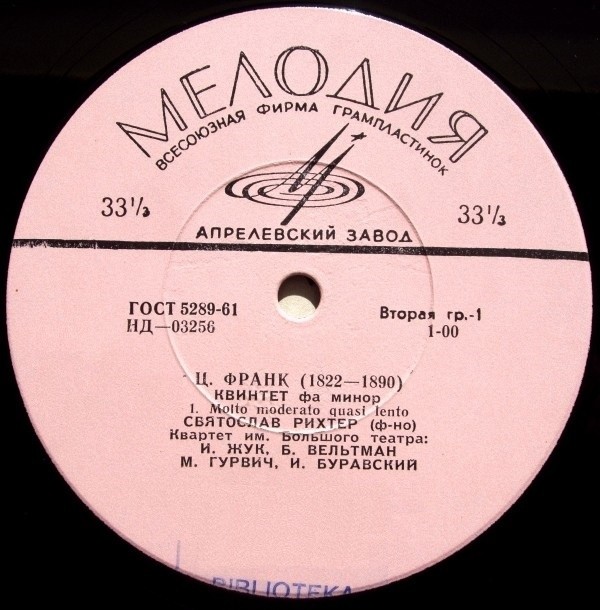 МЕЛОДИЯ
ВСЕСОЮЗНАЯ ФИРМА ГРАМПЛАСТИНОК
33⅓ 33⅓
АПРЕЛЕВСКИЙ ЗАВОД
ГОСТ 5289-61 Вторая гр.-1
НД—03256 1-00
Ц. ФРАНК (1822—1890)
КВИНТЕТ фа минор
1. Molto moderato quasi lento
СВЯТОСЛАВ РИХТЕР (ф-но)
Квартет им. Большого театра:
И. ЖУК, Б. ВЕЛЬТМАН
М. ГУРВИЧ, И. БУРАВСКИЙ
BIBLIOTEKA